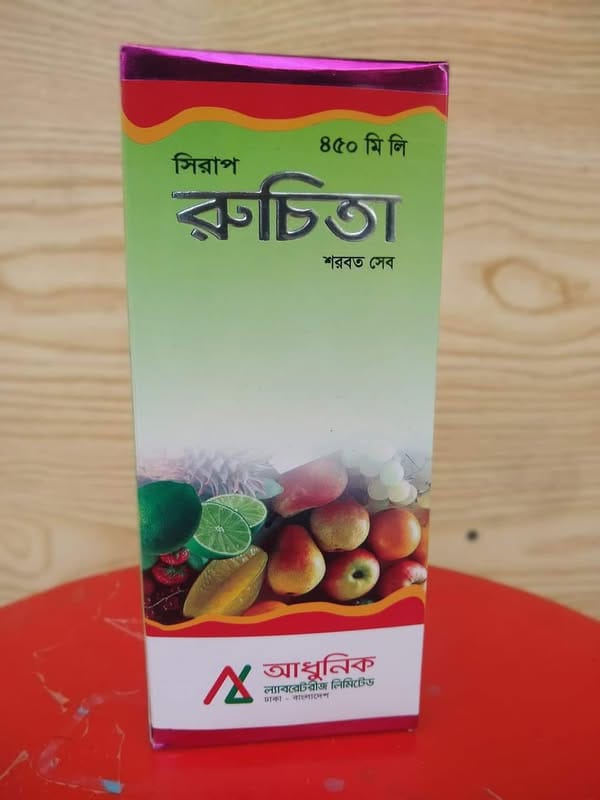 ৪৫০ মি লি
সিরাপ
রুচিতা
শরবত সেব
আধুনিক
ল্যাবরেটরীজ লিমিটেড
ঢাকা - বাংলাদেশ